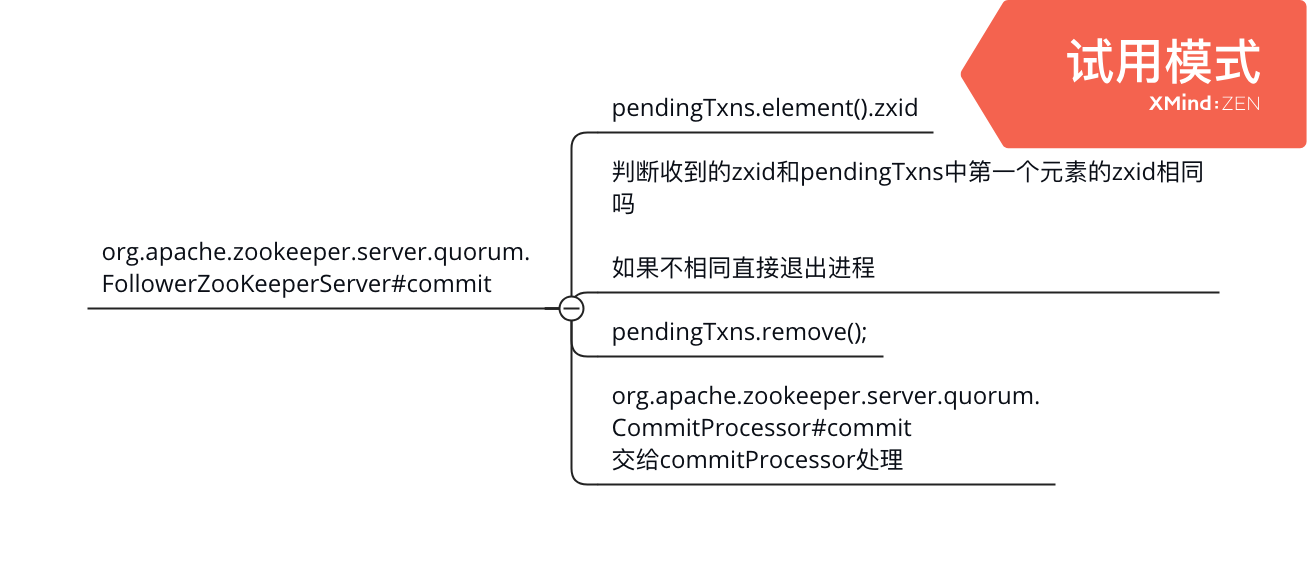 试用模式
XMind:ZEN
pendingTxns.element().zxid
判断收到的zxid和pendingTxns中第一个元素的zxid相同
吗
如果不相同直接退出进程
org.apache.zookeeper.server.quorum.
FollowerZooKeeperServer#commit
pendingTxns.remove();
org.apache.zookeeper.server.quorum.
CommitProcessor#commit
交给commitProcessor处理